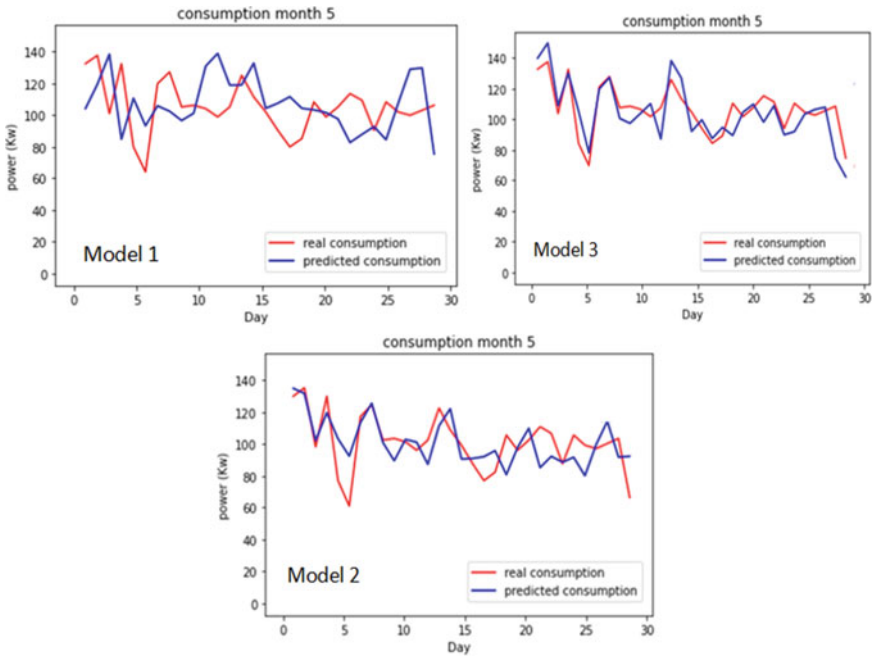 consumption month 5
140
120
100
80
60
40
20
0
power (Kw)
Model 1
real consumption
predicted consumption
0 5 10 15 20 25 30
Day
consumption month 5
140
120
100
80
60
40
20
0
power (Kw)
Model 3
real consumption
predicted consumption
0 5 10 15 20 25 30
Day
consumption month 5
140
120
100
80
60
40
20
0
power (Kw)
Model 2
real consumption
predicted consumption
0 5 10 15 20 25 30
Day